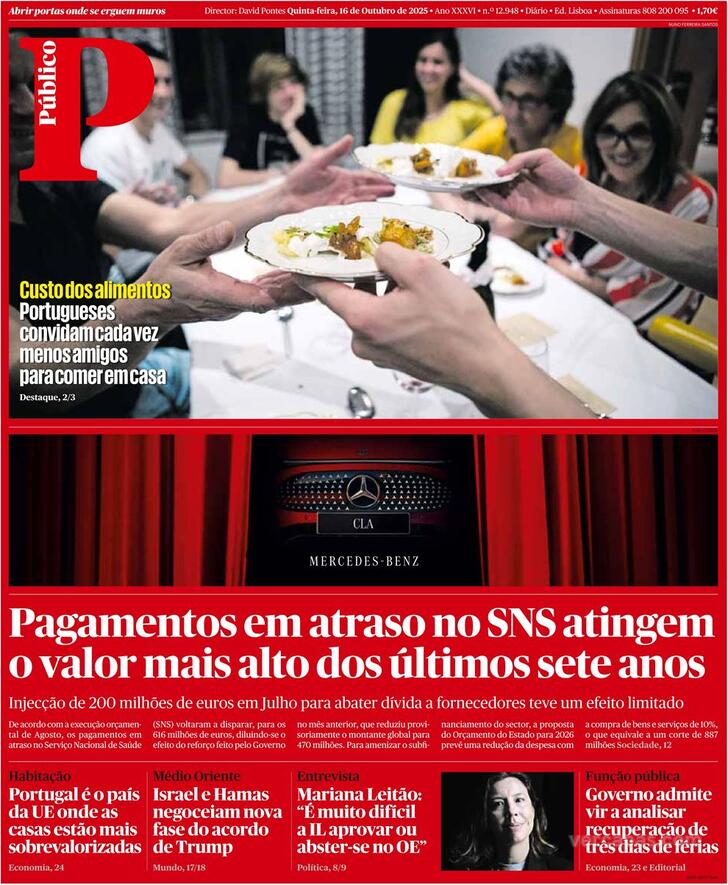 Abrir portas onde se erguem muros
Director: David Pontes Quinta-feira, 16 de Outubro de 2025 • Ano XXXVI • n.º 12.948 • Diário • Ed. Lisboa • Assinaturas 808 200 095 • 1,70€
NUNO FERREIRA SANTOS
P
Público
Custo dos alimentos
Portugueses
convidam cada vez
menos amigos
para comer em casa
Destaque, 2/3
CLA
MERCEDES-BENZ
Pagamentos em atraso no SNS atingem
o valor mais alto dos últimos sete anos
Injecção de 200 milhões de euros em Julho para abater dívida a fornecedores teve um efeito limitado
De acordo com a execução orçamen-
tal de Agosto, os pagamentos em
atraso no Serviço Nacional de Saúde
(SNS) voltaram a disparar, para os
616 milhões de euros, diluindo-se o
efeito do reforço feito pelo Governo
no mês anterior, que reduziu provi-
soriamente o montante global para
470 milhões. Para amenizar o subfi-
nanciamento do sector, a proposta
do Orçamento do Estado para 2026
prevê uma redução da despesa com
a compra de bens e serviços de 10%,
o que equivale a um corte de 887
milhões Sociedade, 12
Habitação
Portugal é o país
da UE onde as
casas estão mais
sobrevalorizadas
Economia, 24
Médio Oriente
Israel e Hamas
negoceiam nova
fase do acordo
de Trump
Mundo, 17/18
Entrevista
Mariana Leitão:
“É muito difícil
a IL aprovar ou
abster-se no OE”
Política, 8/9
Função pública
Governo admite
vir a analisar
recuperação de
três dias de férias
Economia, 23 e Editorial